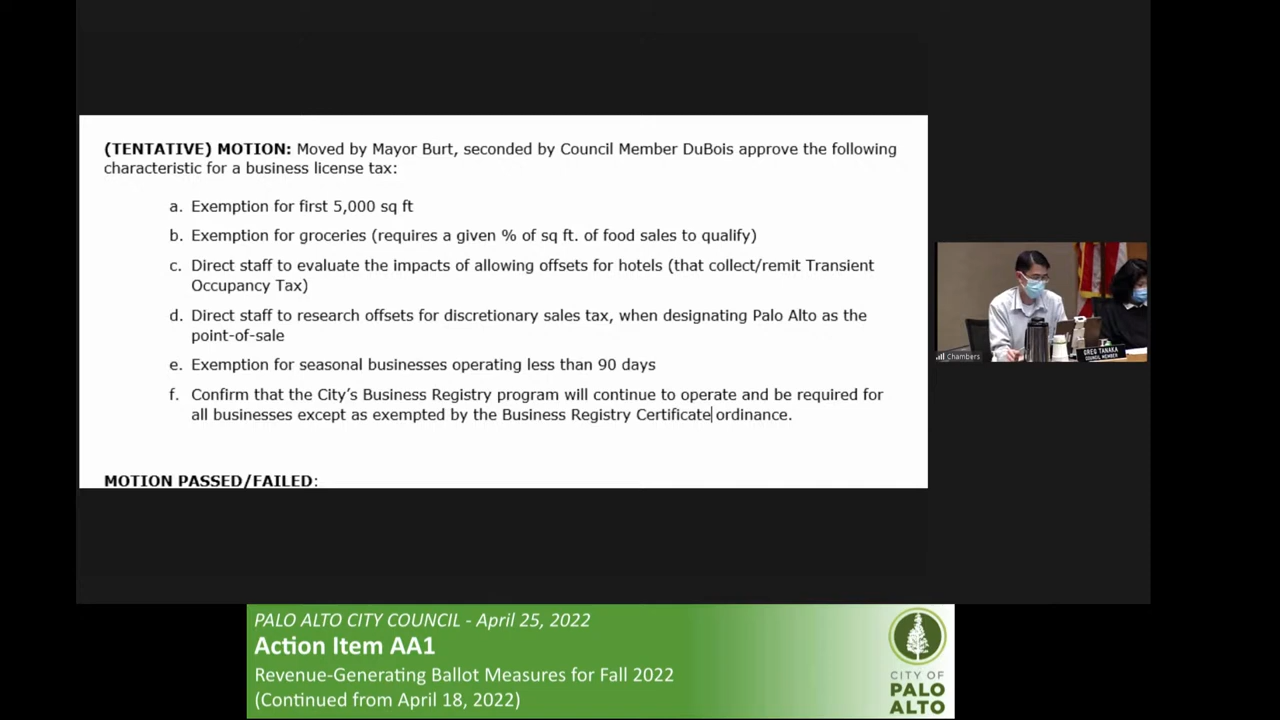 (TENTATIVE) MOTION: Moved by Mayor Burt, seconded by Council Member DuBois approve the following
characteristic for a business license tax:
a. Exemption for first 5,000 sq ft
b. Exemption for groceries (requires a given % of sq ft. of food sales to qualify)
c. Direct staff to evaluate the impacts of allowing offsets for hotels (that collect/remit Transient
Occupancy Tax)
d. Direct staff to research offsets for discretionary sales tax, when designating Palo Alto as the
point-of-sale
e. Exemption for seasonal businesses operating less than 90 days
f. Confirm that the City's Business Registry program will continue to operate and be required for
all businesses except as exempted by the Business Registry Certificate ordinance.
MOTION PASSED/FAILED:
Chambers
GREG TANAKA
COUNCIL MEMBER
PALO ALTO CITY COUNCIL - April 25, 2022
Action Item AA1
Revenue-Generating Ballot Measures for Fall 2022
(Continued from April 18, 2022)
CITY OF
PALO
ALTO